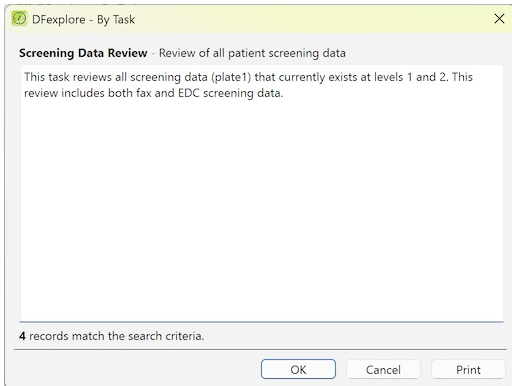 DFexplore - By Task
Screening Data Review - Review of all patient screening data
This task reviews all screening data (plate1) that currently exists at levels 1 and 2. This
review includes both fax and EDC screening data.
4 records match the search criteria.
OK Cancel Print